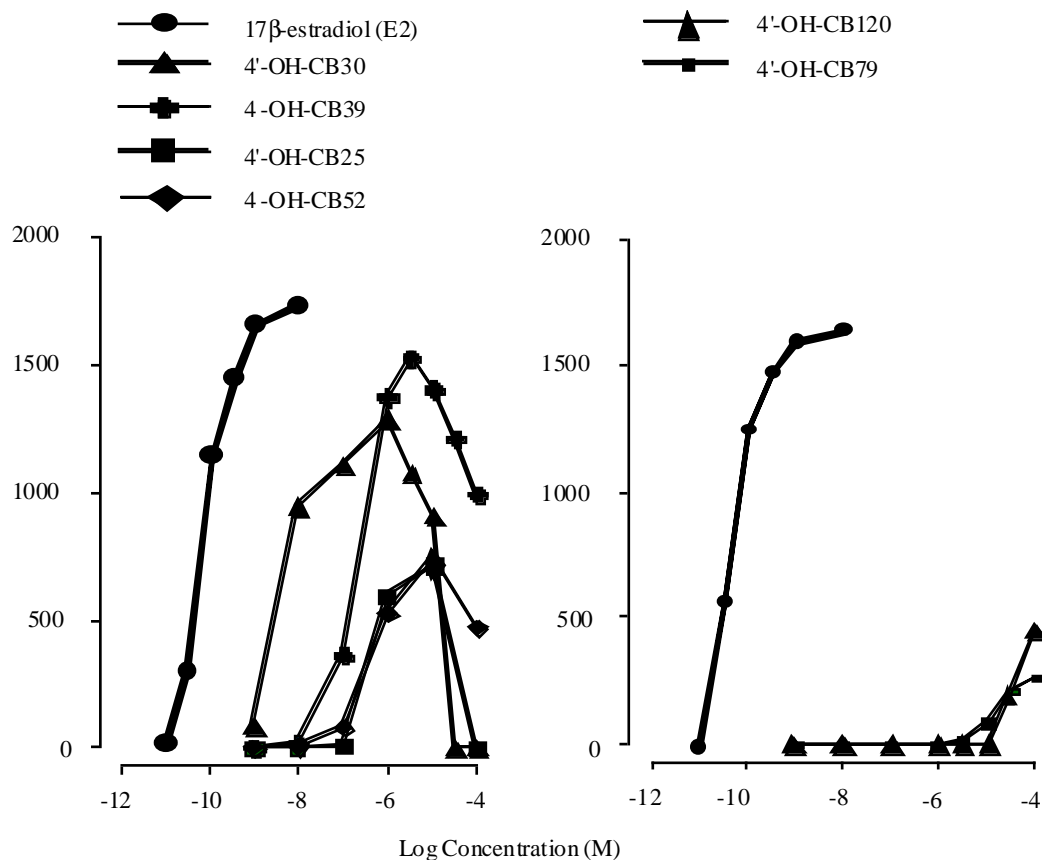 17β-estradiol (E2)
4'-OH-CB30
4 -OH-CB39
4'-OH-CB25
4 -OH-CB52
4'-OH-CB120
4'-OH-CB79
2000
1500
1000
500
0
-12
-10
-8
-6
-4
2000
1500
1000
500
0
-12
-10
-8
-6
-4
Log Concentration (M)